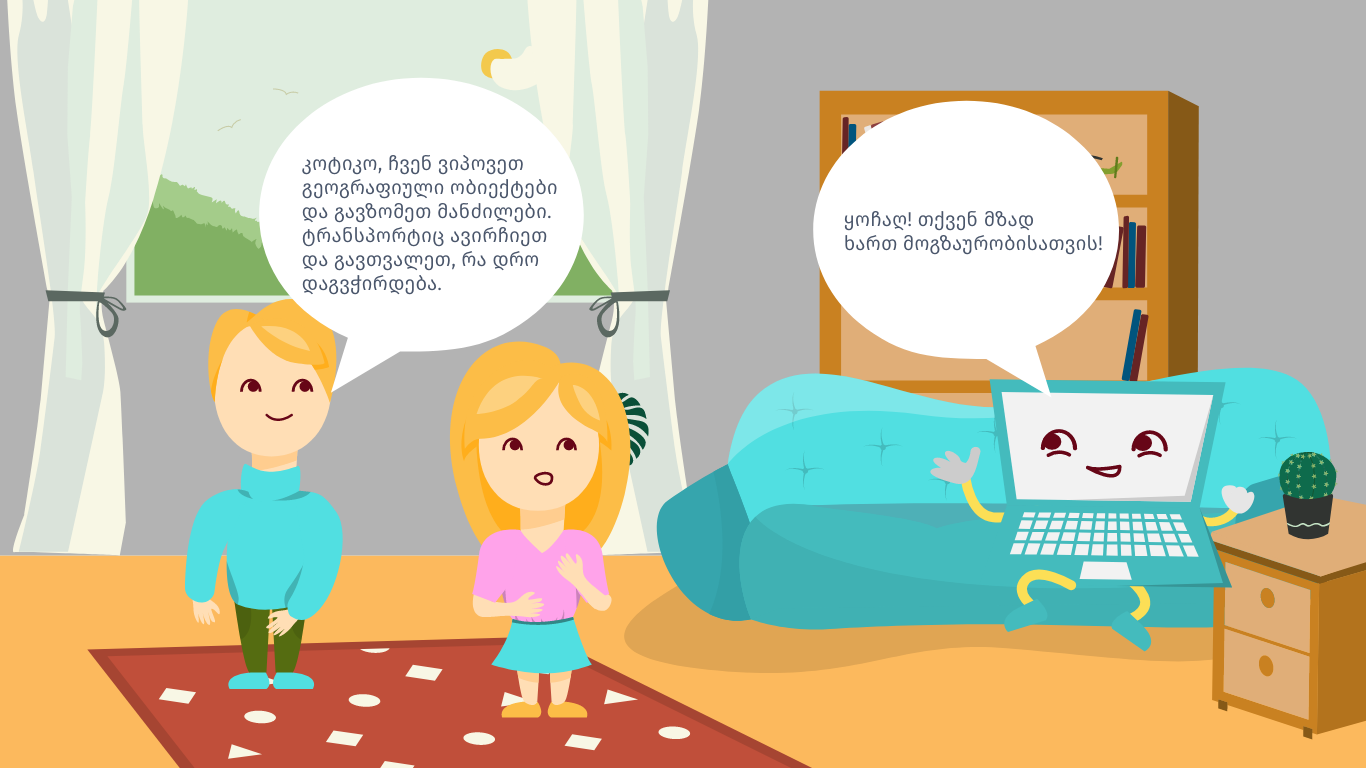 კოტიკო, ჩვენ ვიპოვეთ
გეოგრაფიული ობიექტები
და გავზომეთ მანძილები.
ტრანსპორტიც ავირჩიეთ
და გავთვალეთ, რა დრო
დაგვჭირდება.
ყოჩაღ! თქვენ მზად
ხართ მოგზაურობისათვის!